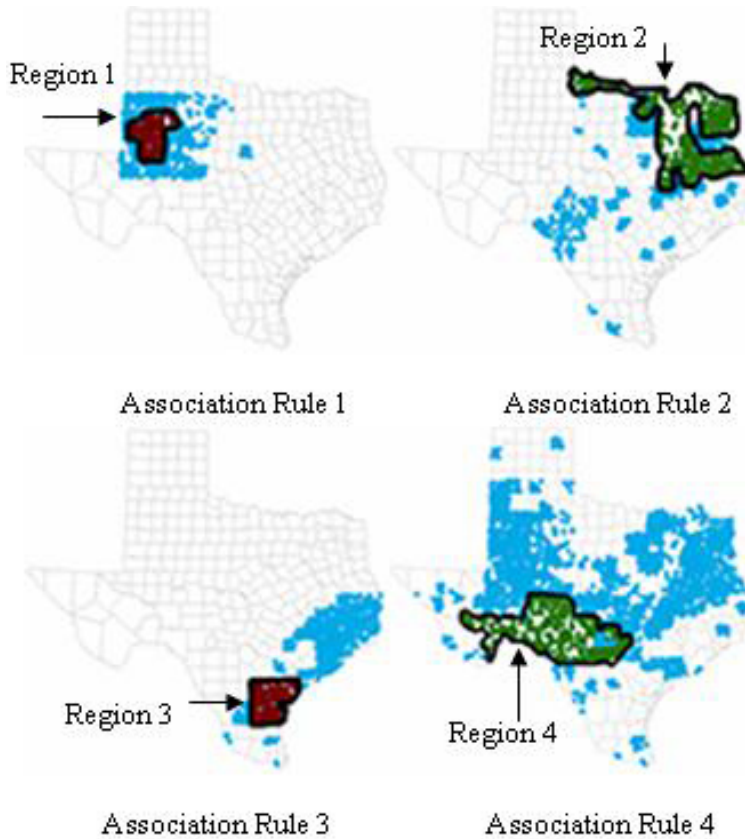 Region 1
Region 2
Association Rule 1
Association Rule 2
Region 3
Region 4
Association Rule 3
Association Rule 4